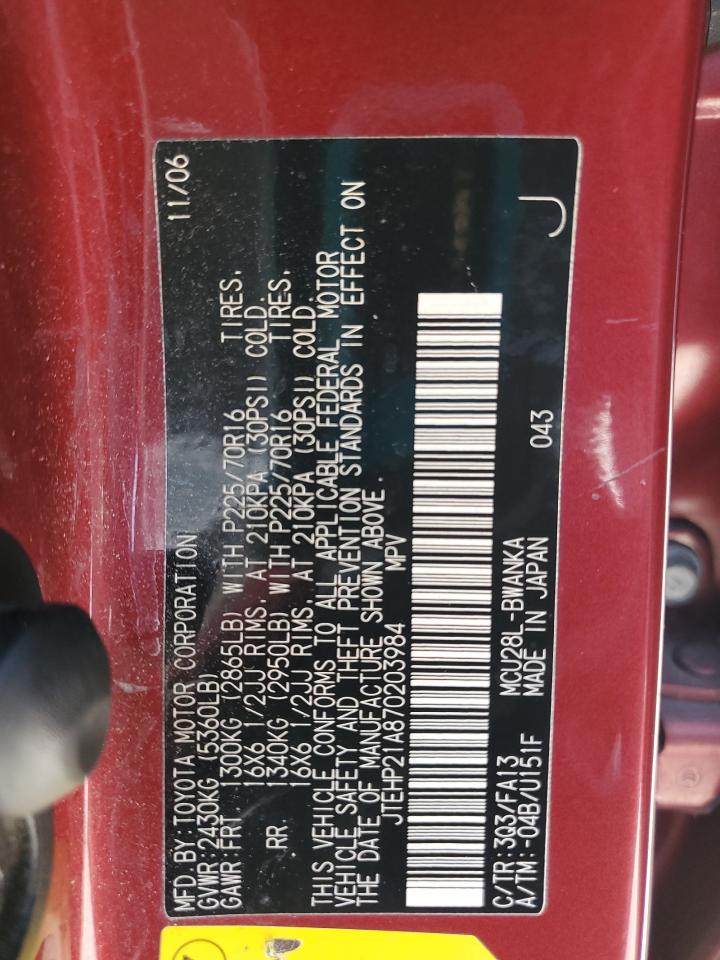 MFD. BY:TOYOTA MOTOR CORPORATION 11/06
GVWR:2430KG (5360LB)
GAWR:FRT 1300KG (2865LB) WITH P225/70R16 TIRES,
16X6 1/2JJ RIMS, AT 210KPA (30PSI) COLD.
RR 1340KG (2950LB) WITH P225/70R16 TIRES,
16X6 1/2JJ RIMS, AT 210KPA (30PSI) COLD.
THIS VEHICLE CONFORMS TO ALL APPLICABLE FEDERAL MOTOR
VEHICLE SAFETY AND THEFT PREVENTION STANDARDS IN EFFECT ON
THE DATE OF MANUFACTURE SHOWN ABOVE.
JTEHP21A870203984 MPV
C/TR:3Q3/FA13 MCU28L-BWANKA
A/TM:-04B/U151F MADE IN JAPAN 043 J